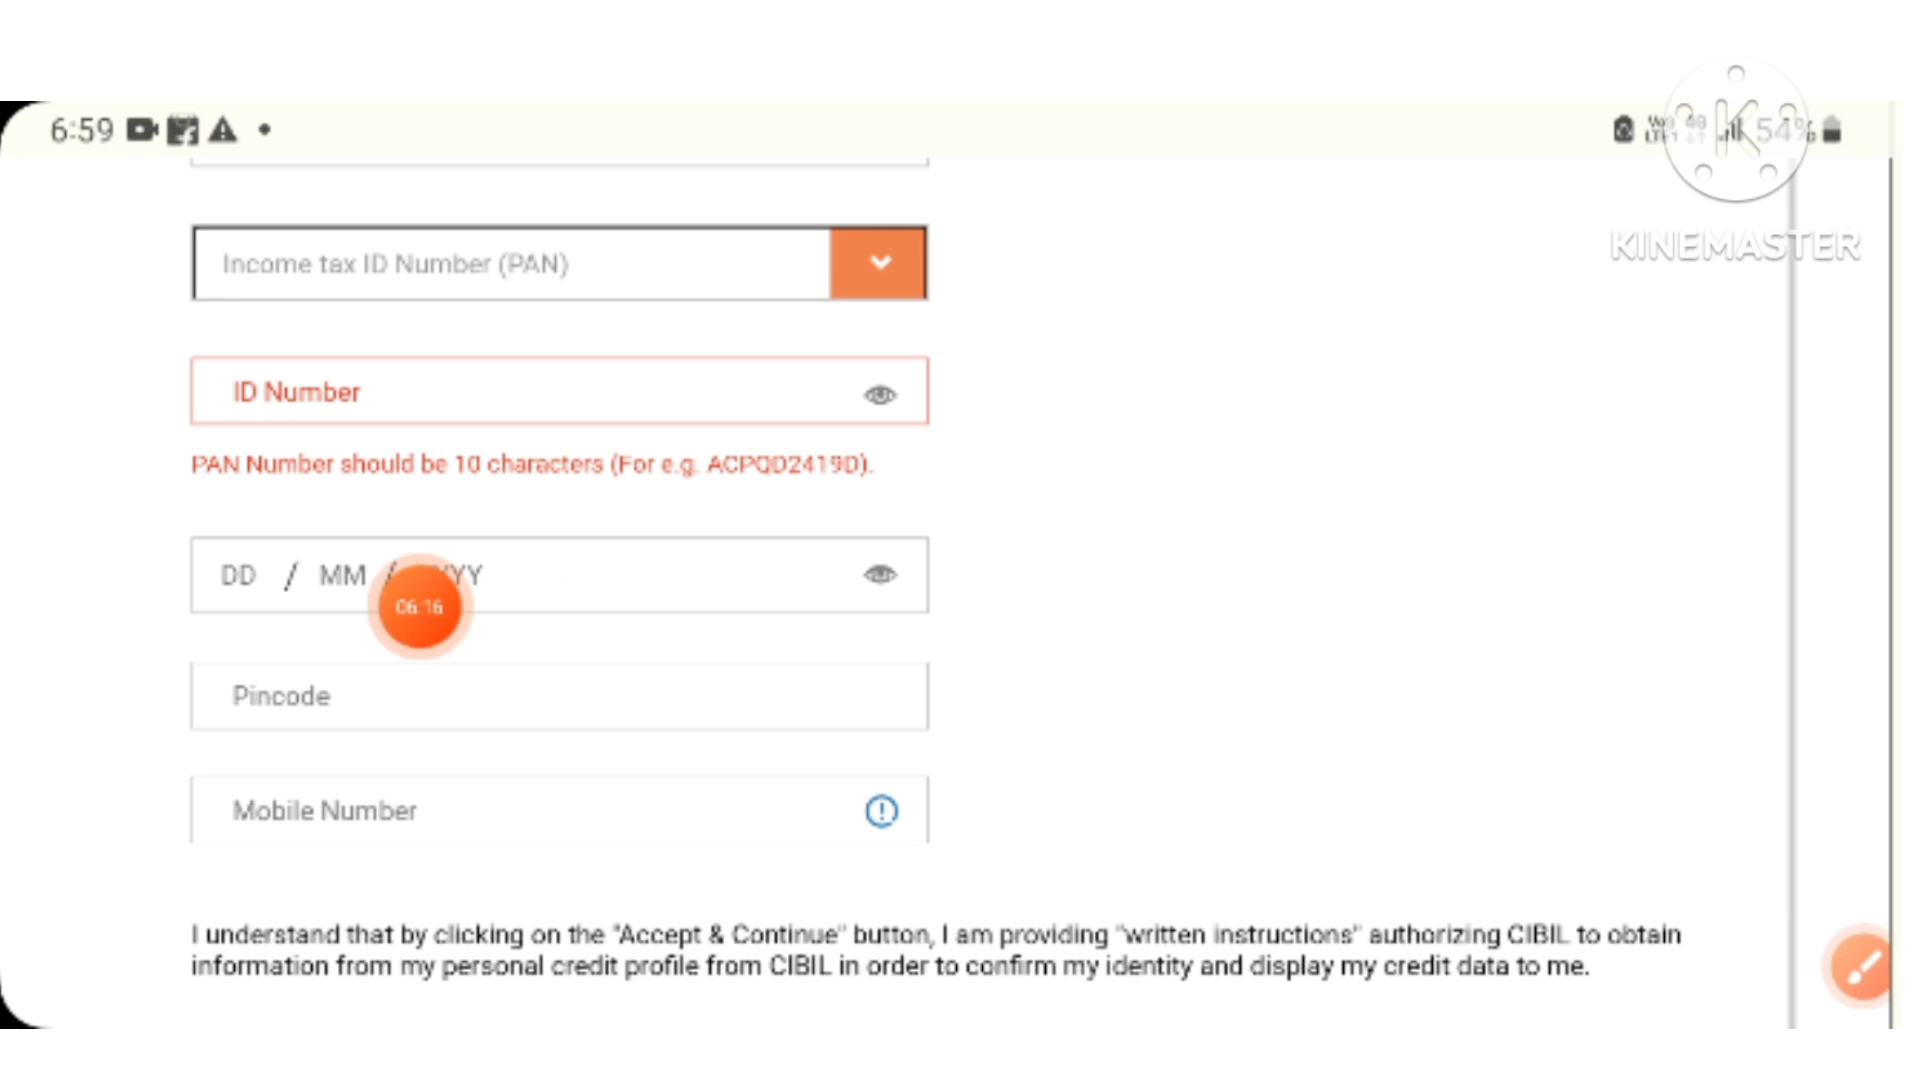 6:59
54%
KINEMASTER
Income tax ID Number (PAN)
ID Number
PAN Number should be 10 characters (For e.g. ACPQD2419D).
DD / MM / YYY
06:16
Pincode
Mobile Number
I understand that by clicking on the "Accept & Continue" button, I am providing "written instructions" authorizing CIBIL to obtain
information from my personal credit profile from CIBIL in order to confirm my identity and display my credit data to me.